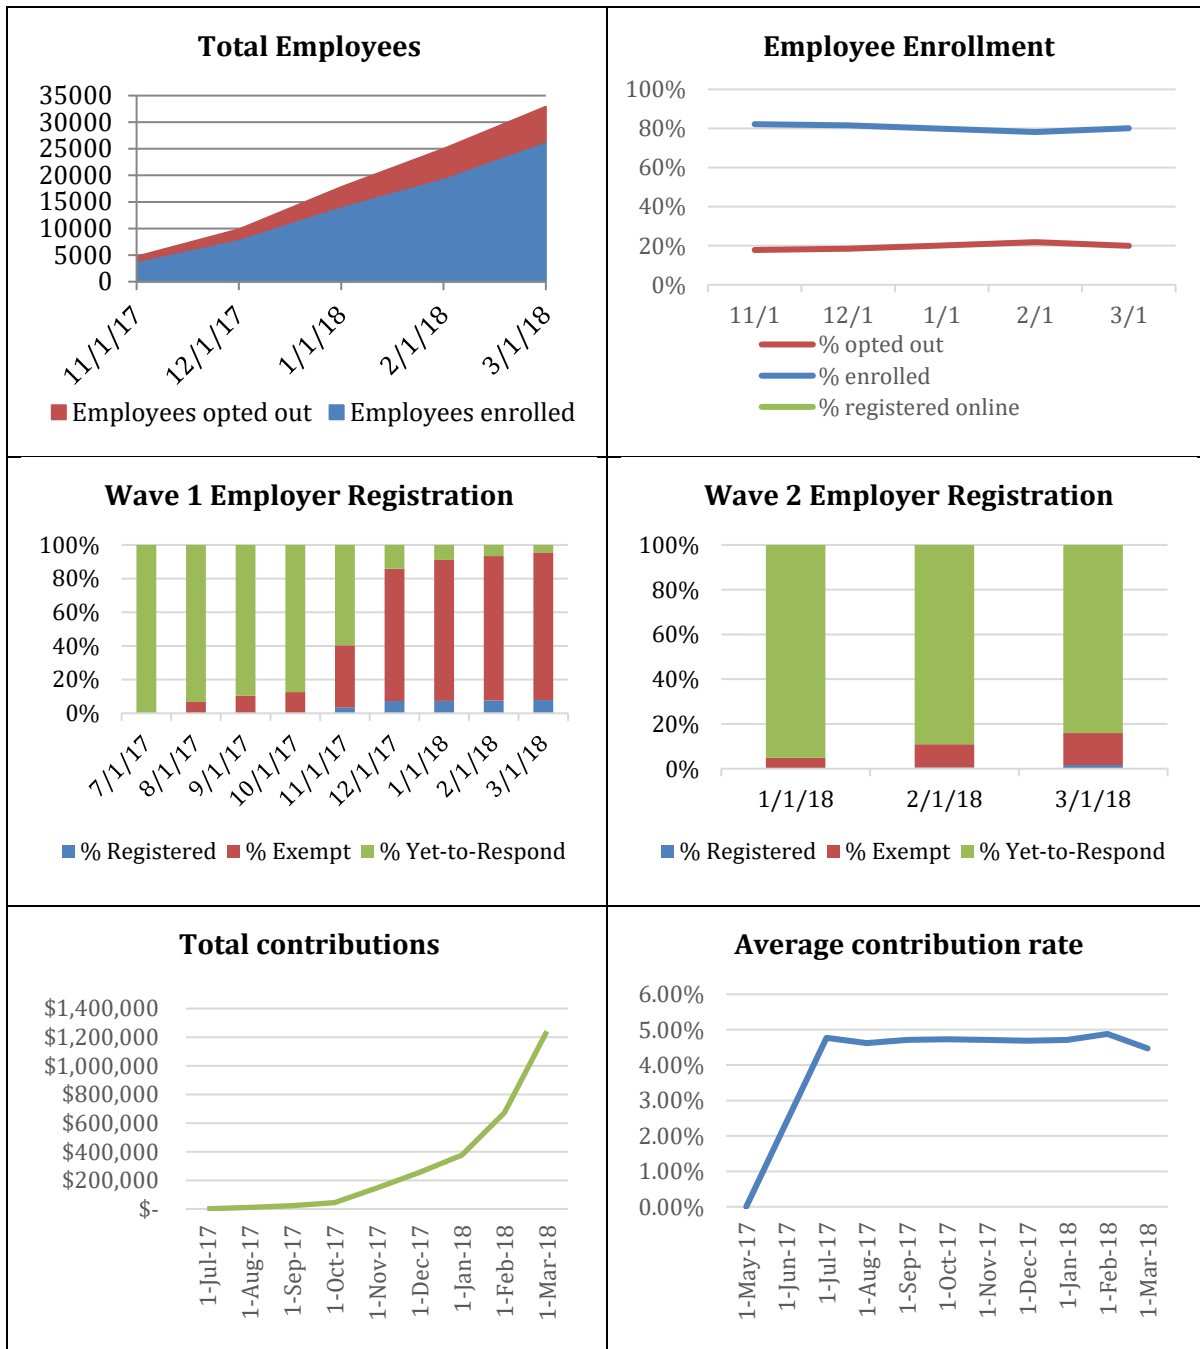 Total Employees
35000
30000
25000
20000
15000
10000
5000
0
11/1/17
12/1/17
1/1/18
2/1/18
3/1/18
Employees opted out Employees enrolled
Employee Enrollment
100%
80%
60%
40%
20%
0%
11/1 12/1 1/1 2/1 3/1
% opted out
% enrolled
% registered online
Wave 1 Employer Registration
100%
80%
60%
40%
20%
0%
7/1/17
8/1/17
9/1/17
10/1/17
11/1/17
12/1/17
1/1/18
2/1/18
3/1/18
% Registered % Exempt % Yet-to-Respond
Wave 2 Employer Registration
100%
80%
60%
40%
20%
0%
1/1/18 2/1/18 3/1/18
% Registered % Exempt % Yet-to-Respond
Total contributions
$1,400,000
$1,200,000
$1,000,000
$800,000
$600,000
$400,000
$200,000
$-
1-Jul-17
1-Aug-17
1-Sep-17
1-Oct-17
1-Nov-17
1-Dec-17
1-Jan-18
1-Feb-18
1-Mar-18
Average contribution rate
6.00%
5.00%
4.00%
3.00%
2.00%
1.00%
0.00%
1-May-17
1-Jun-17
1-Jul-17
1-Aug-17
1-Sep-17
1-Oct-17
1-Nov-17
1-Dec-17
1-Jan-18
1-Feb-18
1-Mar-18